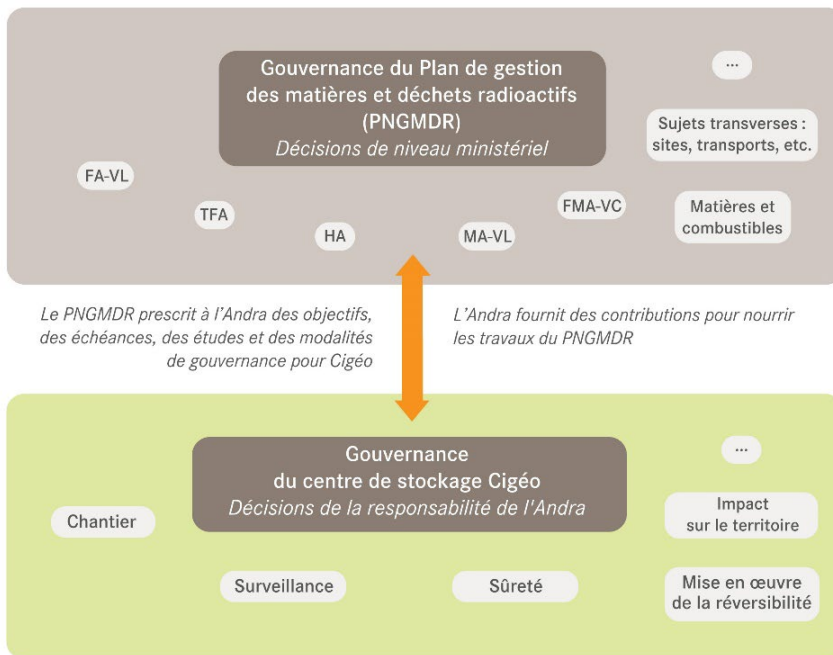 Gouvernance du Plan de gestion
des matières et déchets radioactifs
(PNGMDR)
Décisions de niveau ministériel
...
Sujets transverses :
sites, transports, etc.
FA-VL
TFA
HA
MA-VL
FMA-VC
Matières et
combustibles
Le PNGMDR prescrit à l'Andra des objectifs,
des échéances, des études et des modalités
de gouvernance pour Cigéo
L'Andra fournit des contributions pour nourrir
les travaux du PNGMDR
Gouvernance
du centre de stockage Cigéo
Décisions de la responsabilité de l'Andra
...
Chantier
Impact
sur le territoire
Surveillance
Sûreté
Mise en œuvre
de la réversibilité